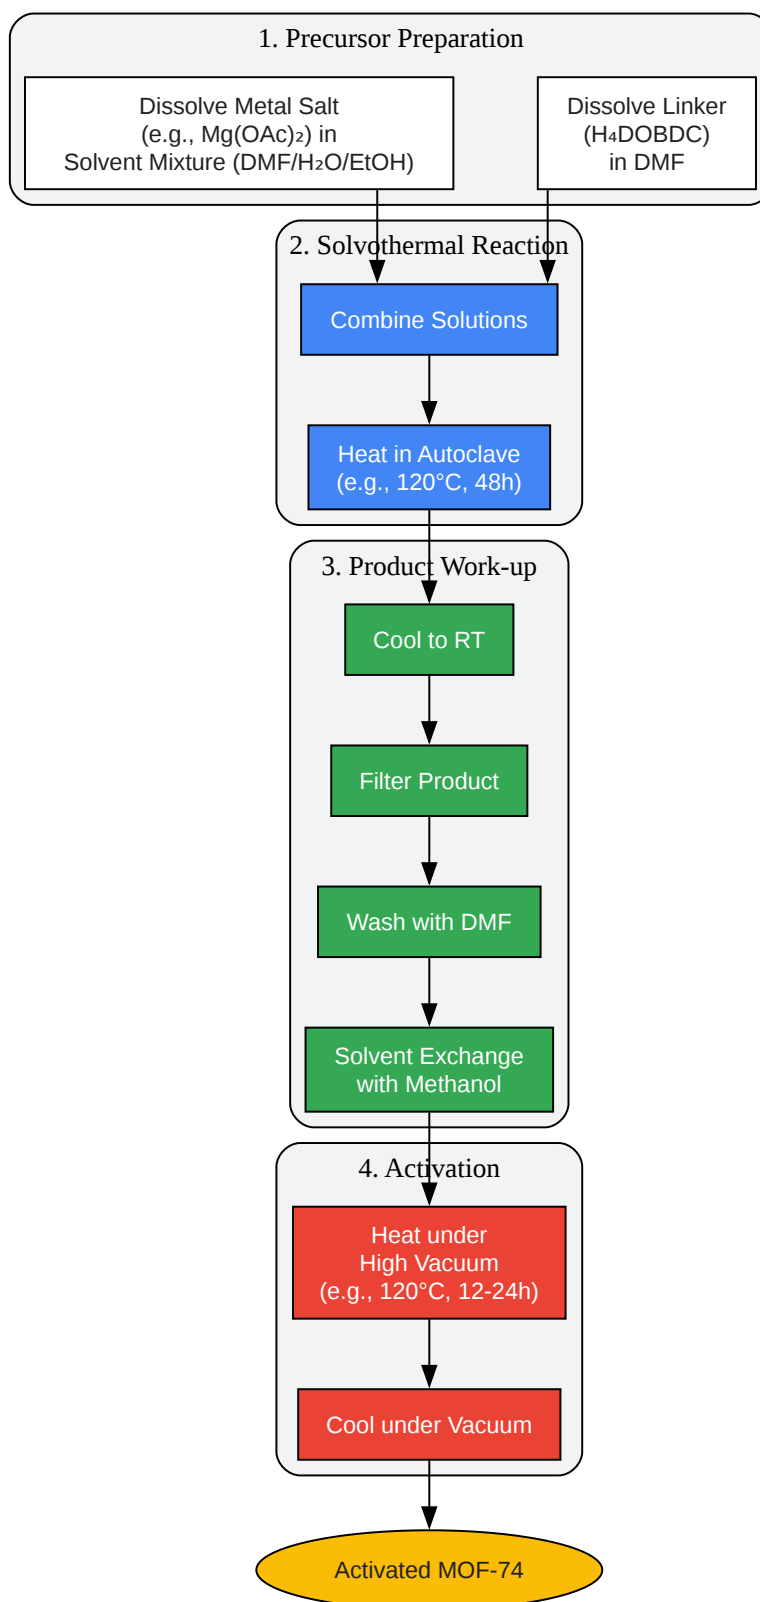 1. Precursor Preparation
Dissolve Metal Salt
(e.g., Mg(OAc)₂) in
Solvent Mixture (DMF/H₂O/EtOH)
Dissolve Linker
(H₄DOBDC)
in DMF
2. Solvothermal Reaction
Combine Solutions
Heat in Autoclave
(e.g., 120°C, 48h)
3. Product Work-up
Cool to RT
Filter Product
Wash with DMF
Solvent Exchange
with Methanol
4. Activation
Heat under
High Vacuum
(e.g., 120°C, 12-24h)
Cool under Vacuum
Activated MOF-74